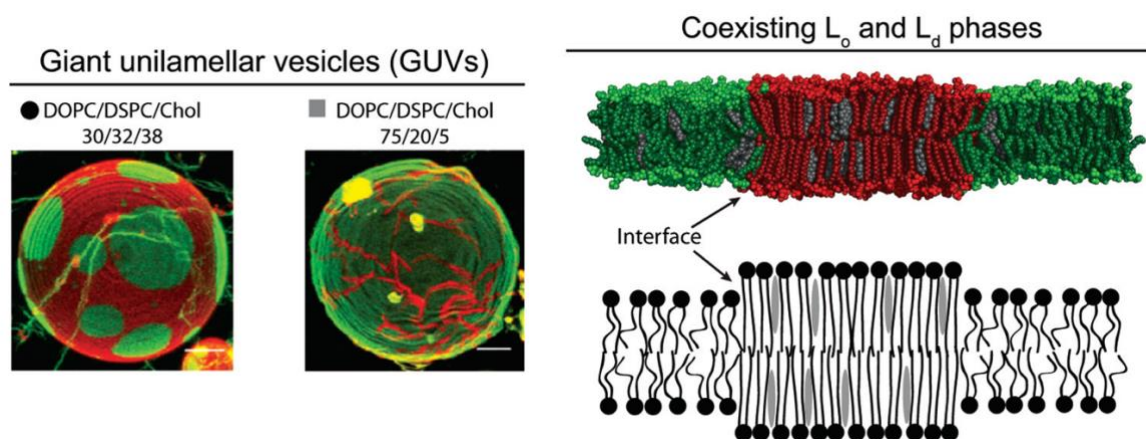 Giant unilamellar vesicles (GUVs)
DOPC/DSPC/Chol
30/32/38
DOPC/DSPC/Chol
75/20/5
Coexisting Lo and Ld phases
Interface